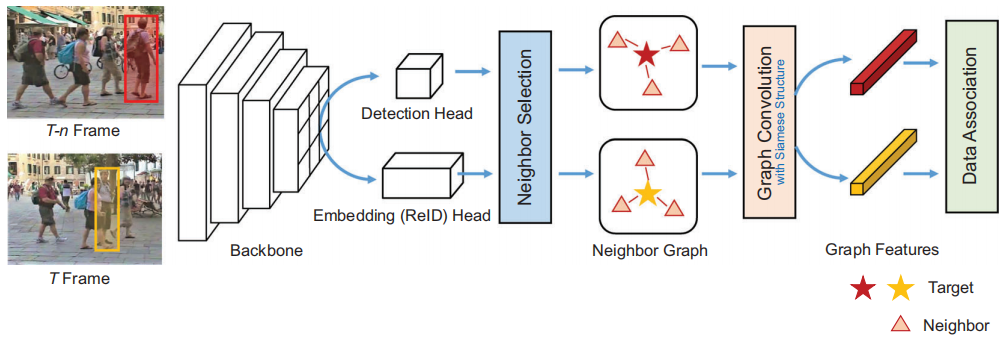 T-n Frame
T Frame
Backbone
Detection Head
Embedding (ReID) Head
Neighbor Selection
Neighbor Graph
Graph Convolution
with Siamese Structure
Graph Features
Data Association
Target
Neighbor